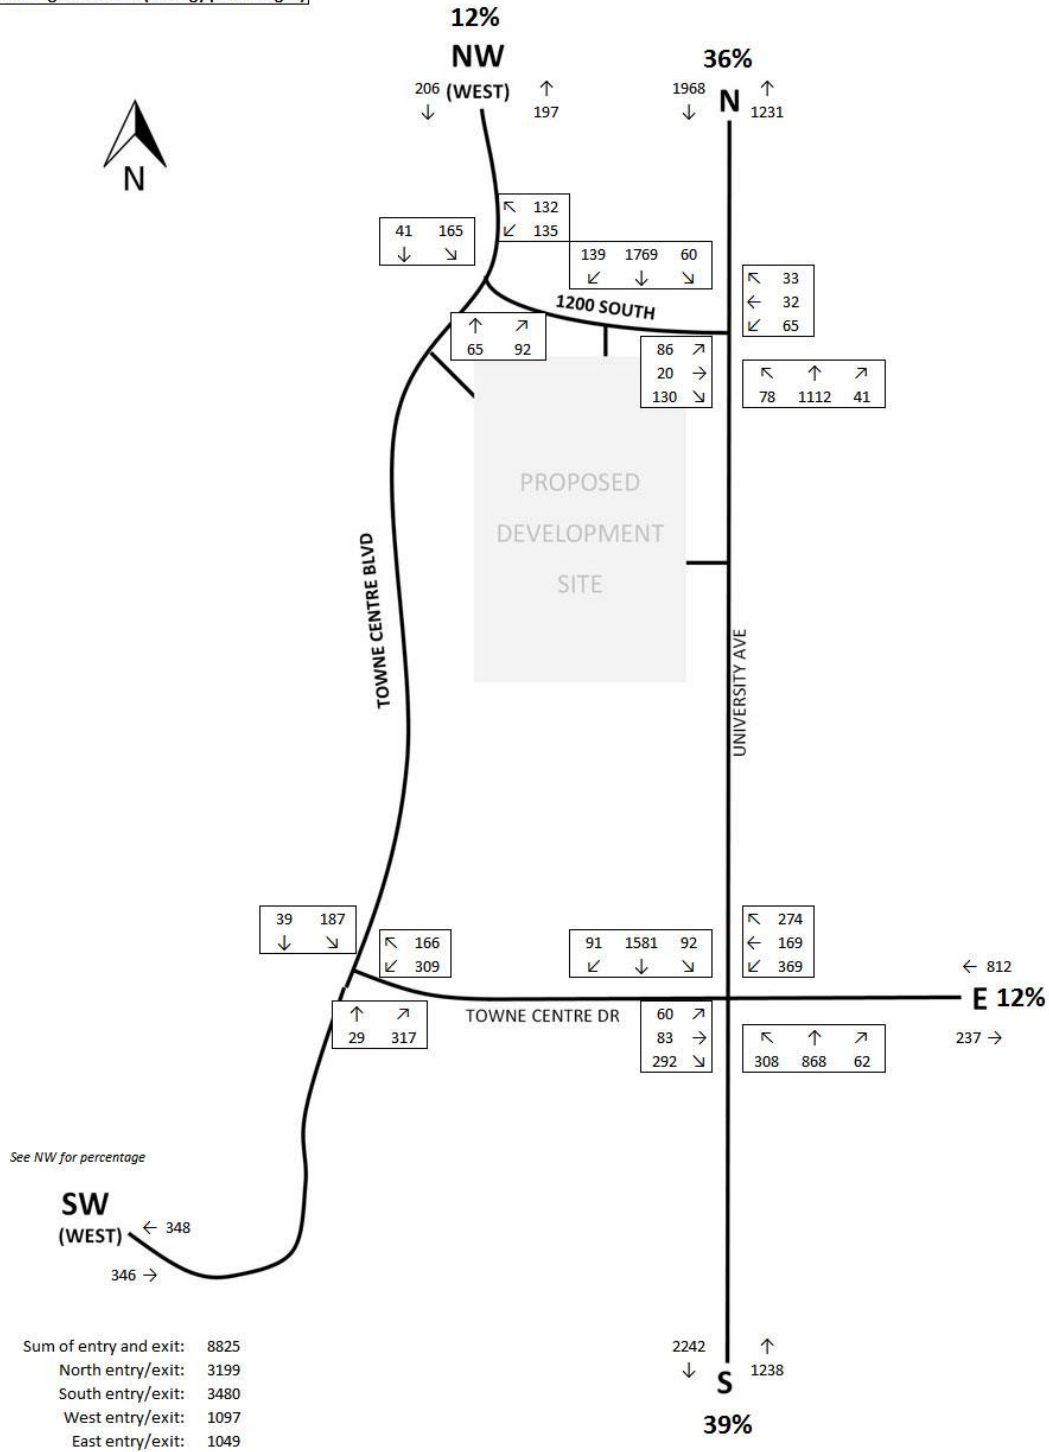 12%
NW
(WEST)
206
↓
↑
197
36%
N
1968
↓
↑
1231
N
41 165
↓ ↘
↖ 132
↙ 135
139 1769 60
↙ ↓ ↘
↖ 33
← 32
↙ 65
1200 SOUTH
↑ ↗
65 92
86 ↗
20 →
130 ↘
↖ ↑ ↗
78 1112 41
PROPOSED
DEVELOPMENT
SITE
TOWNE CENTRE BLVD
UNIVERSITY AVE
39 187
↓ ↘
↖ 166
↙ 309
91 1581 92
↙ ↓ ↘
↖ 274
← 169
↙ 369
← 812
E 12%
237 →
TOWNE CENTRE DR
↑ ↗
29 317
60 ↗
83 →
292 ↘
↖ ↑ ↗
308 868 62
See NW for percentage
SW
(WEST)
← 348
346 →
Sum of entry and exit: 8825
North entry/exit: 3199
South entry/exit: 3480
West entry/exit: 1097
East entry/exit: 1049
2242
↓
↑
1238
S
39%